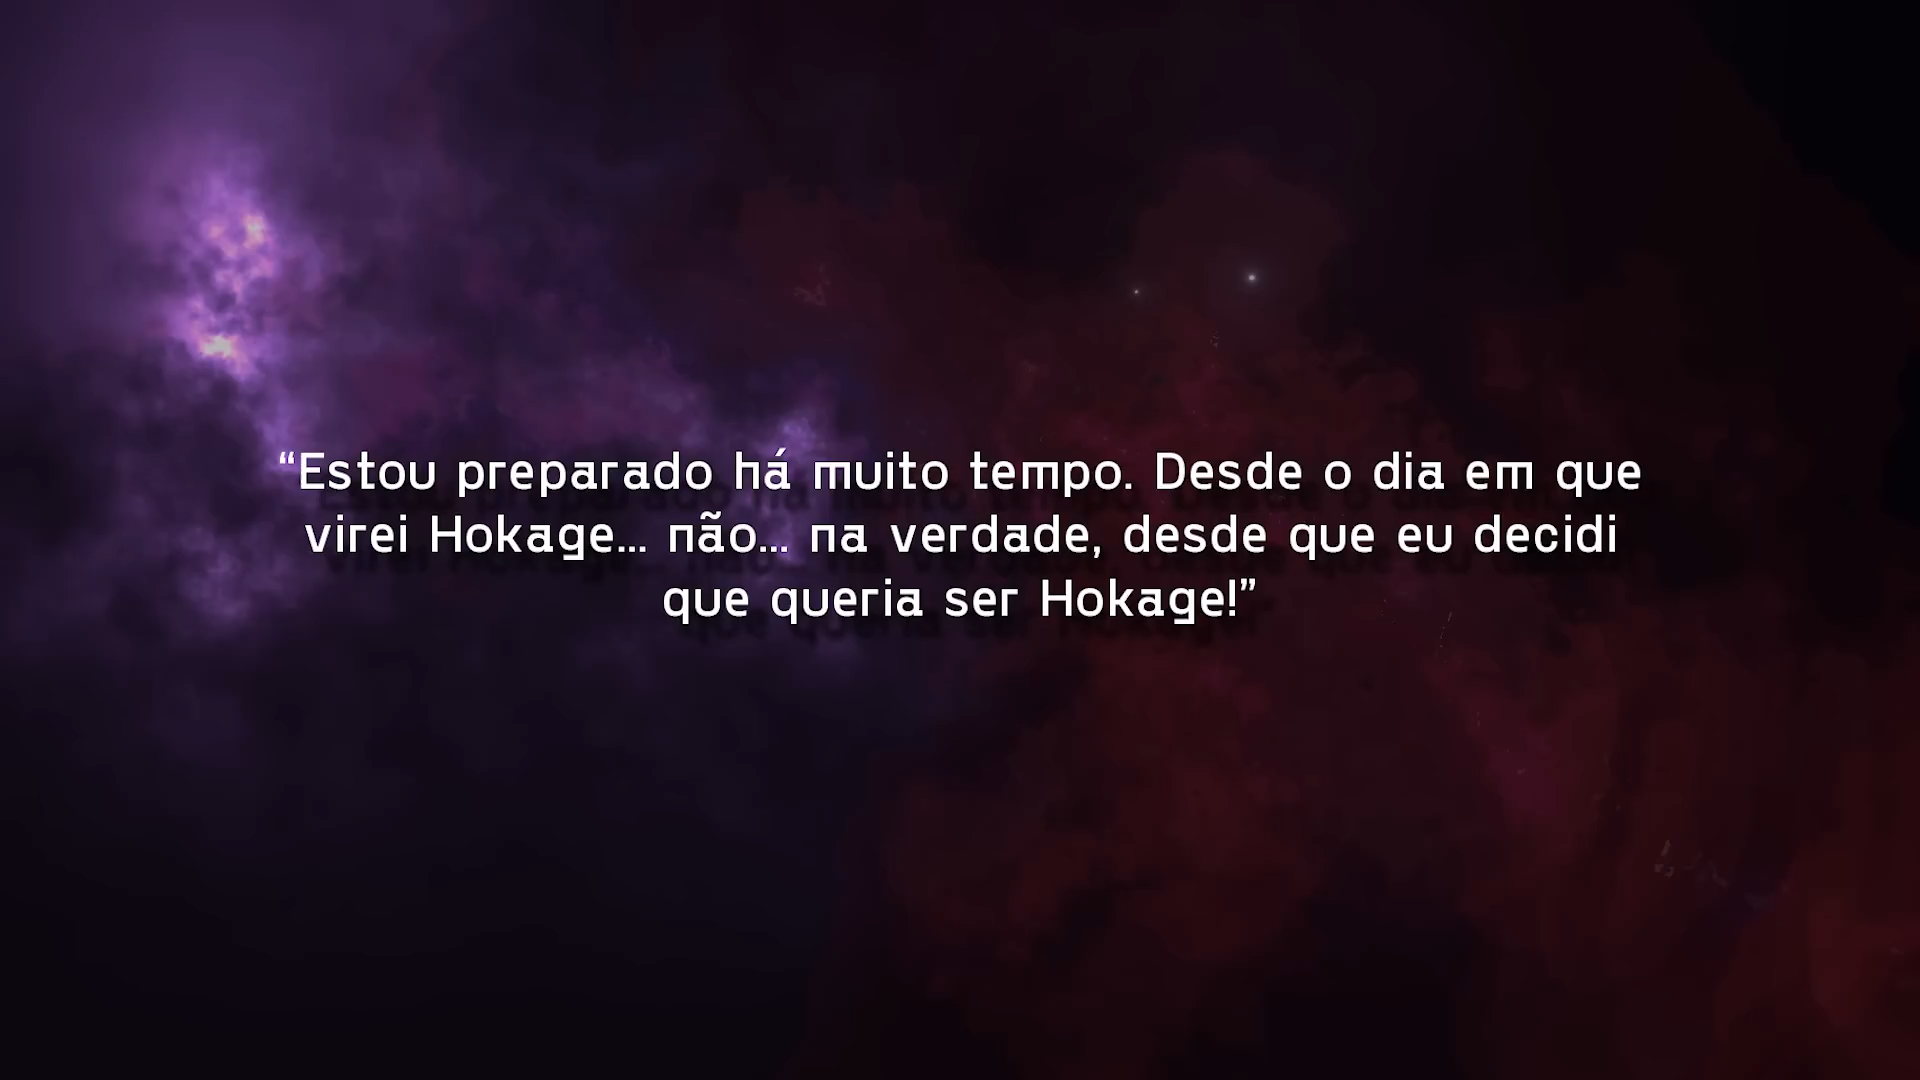 “Estou preparado há muito tempo. Desde o dia em que
virei Hokage... não... na verdade, desde que eu decidi
que queria ser Hokage!”